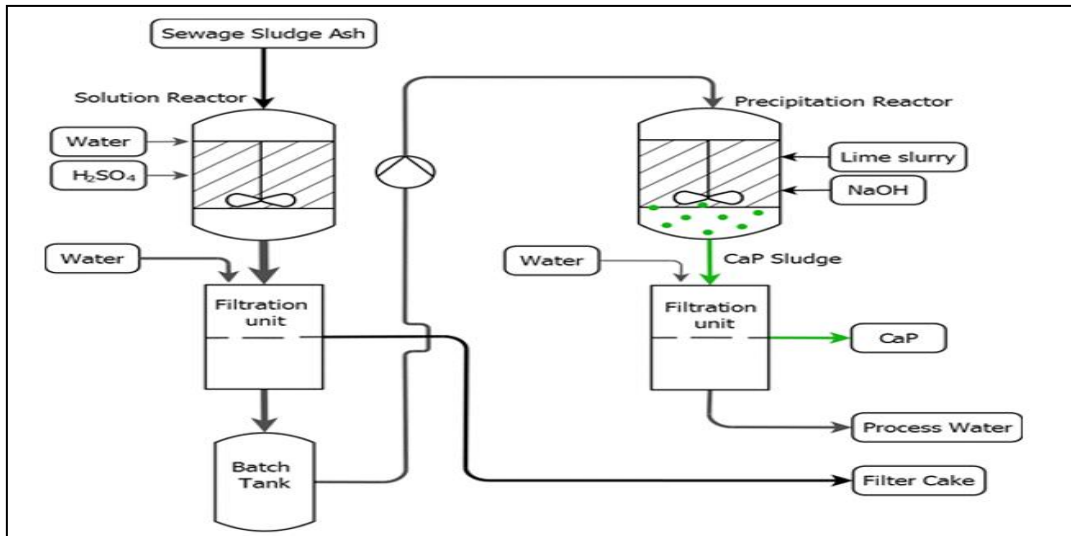 Sewage Sludge Ash
Solution Reactor
Precipitation Reactor
Water
H₂SO₄
Lime slurry
NaOH
Water
Water
CaP Sludge
Filtration
unit
Filtration
unit
CaP
Batch
Tank
Process Water
Filter Cake